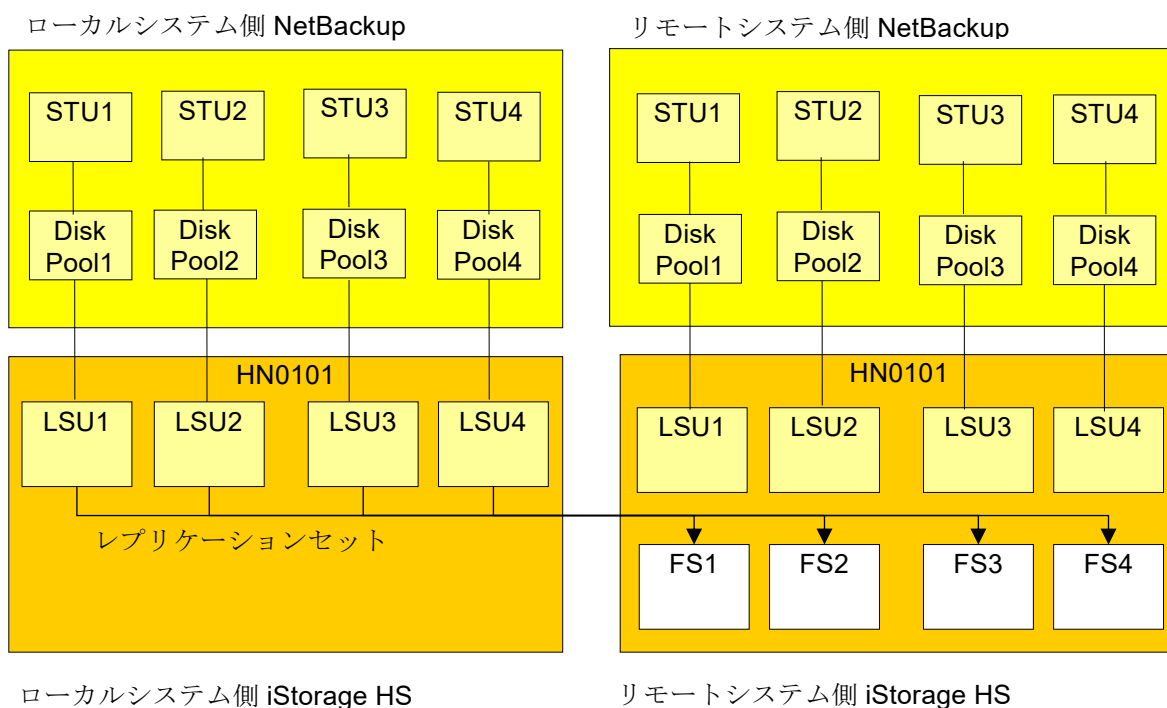 ローカルシステム側 NetBackup
STU1
STU2
STU3
STU4
Disk
Pool1
Disk
Pool2
Disk
Pool3
Disk
Pool4
HN0101
LSU1
LSU2
LSU3
LSU4
レプリケーションセット
ローカルシステム側 iStorage HS
リモートシステム側 NetBackup
STU1
STU2
STU3
STU4
Disk
Pool1
Disk
Pool2
Disk
Pool3
Disk
Pool4
HN0101
LSU1
LSU2
LSU3
LSU4
FS1
FS2
FS3
FS4
リモートシステム側 iStorage HS